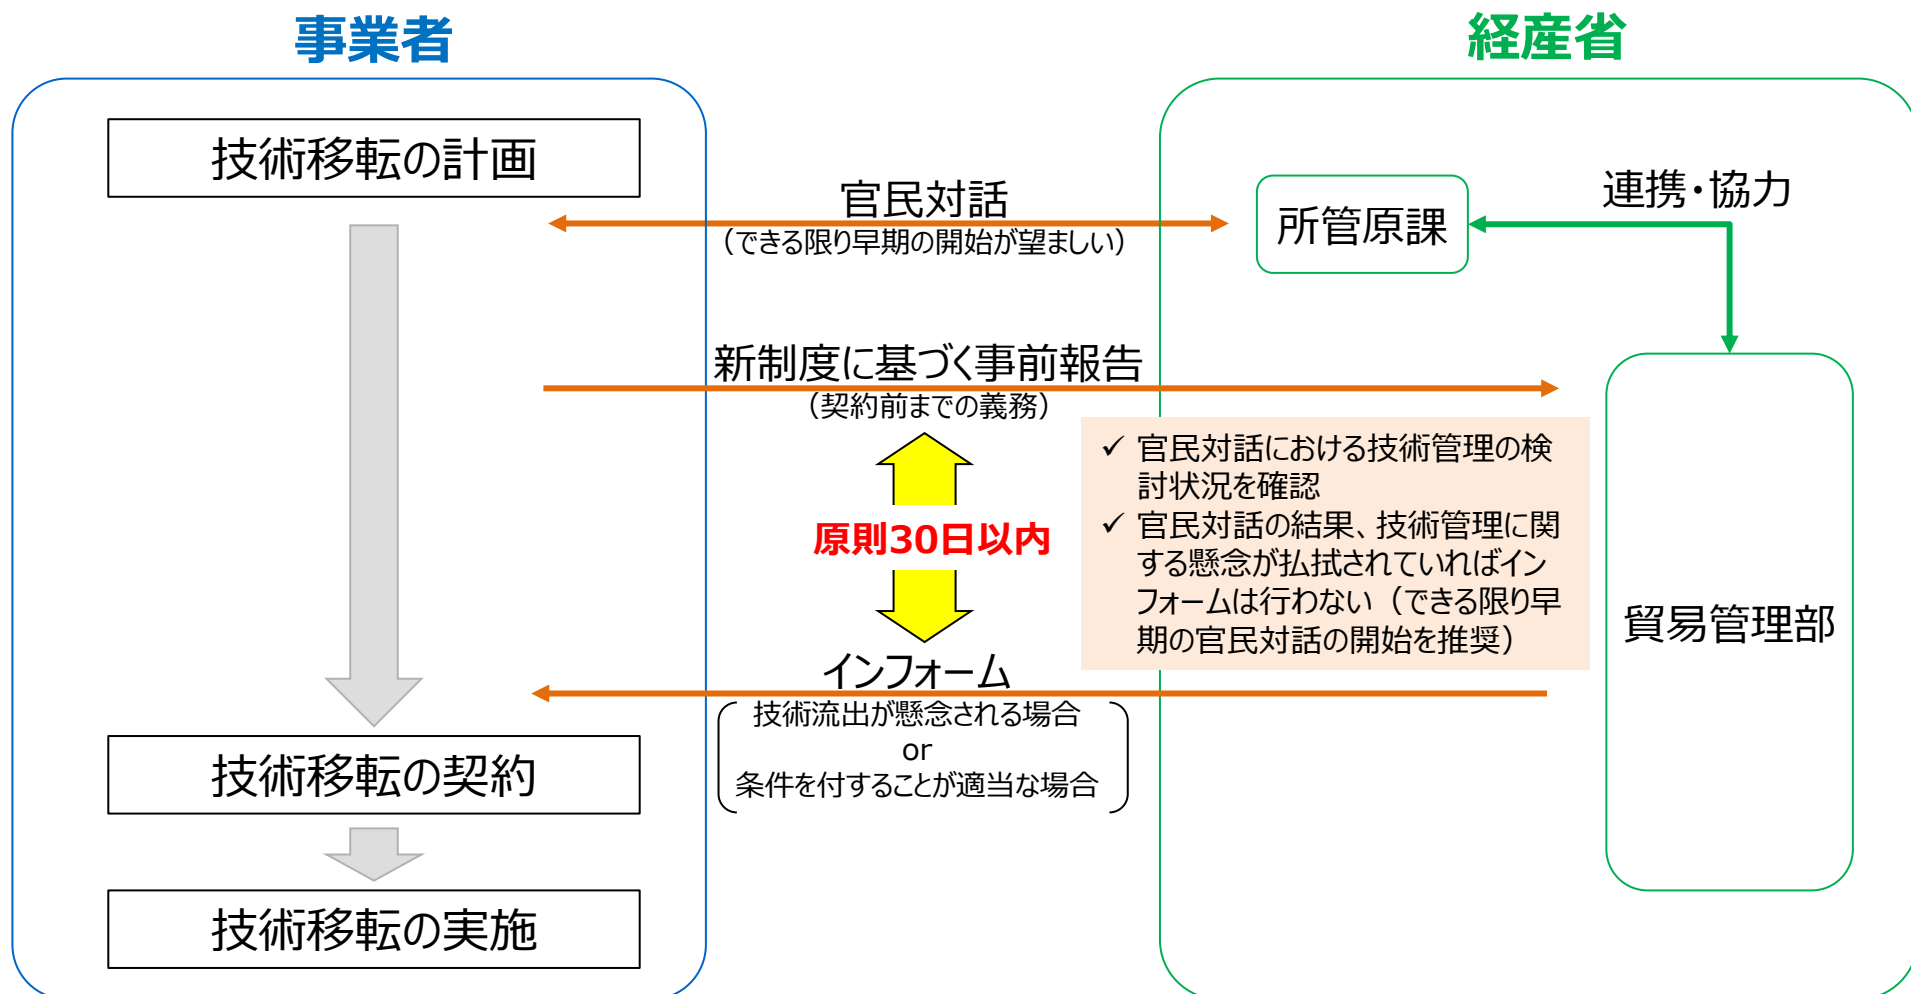 事業者
経産省
技術移転の計画
官民対話
（できる限り早期の開始が望ましい）
所管原課
連携・協力
新制度に基づく事前報告
（契約前までの義務）
✓ 官民対話における技術管理の検
討状況を確認
✓ 官民対話の結果、技術管理に関
する懸念が払拭されていればイン
フォームは行わない（できる限り早
期の官民対話の開始を推奨）
原則30日以内
貿易管理部
インフォーム
技術流出が懸念される場合
or
条件を付することが適当な場合
技術移転の契約
技術移転の実施